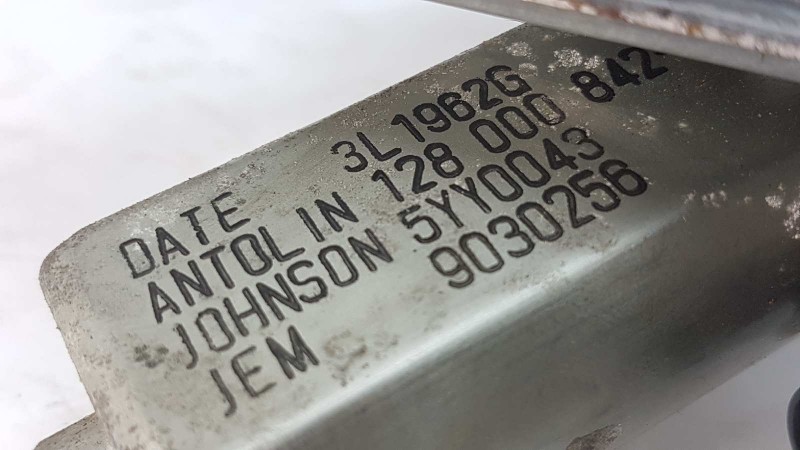 DATE 3L1962G
ANTOLIN 128 000 842
JOHNSON 5YY0043
JEM 9030256